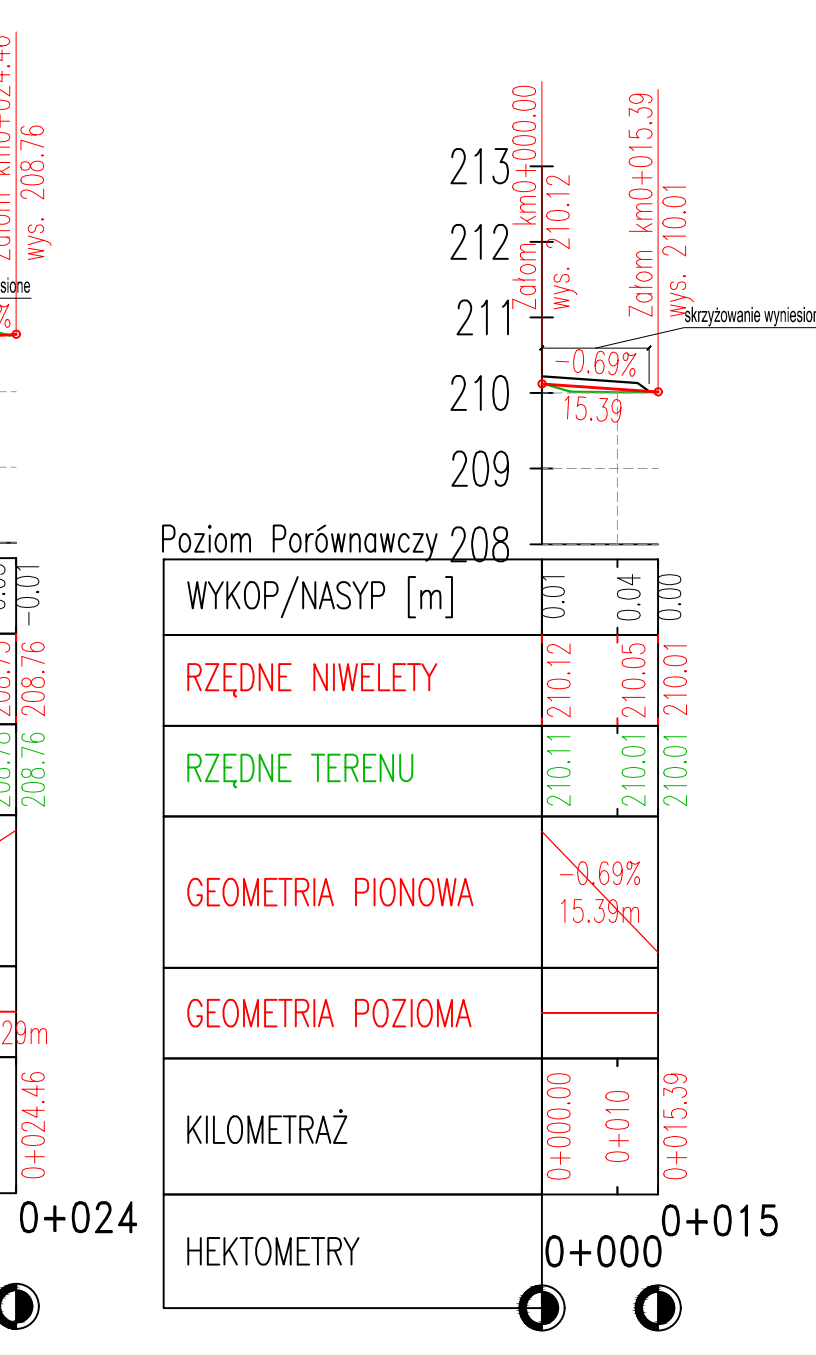 wys. 208.76
-0.01
208.76
208.76
0+024.46
0+024
213
212
211
210
209
Poziom Porównawczy 208
Załom km0+000.00
wys. 210.12
Załom km0+015.39
wys. 210.01
-0.69%
15.39
WYKOP/NASYP [m]
0.01
0.04
0.00
RZĘDNE NIWELETY
210.12
210.05
210.01
RZĘDNE TERENU
210.11
210.01
210.01
GEOMETRIA PIONOWA
-0.69%
15.39m
GEOMETRIA POZIOMA
KILOMETRAŻ
0+000.00
0+010
0+015.39
HEKTOMETRY
0+000
0+015
skrzyżowanie